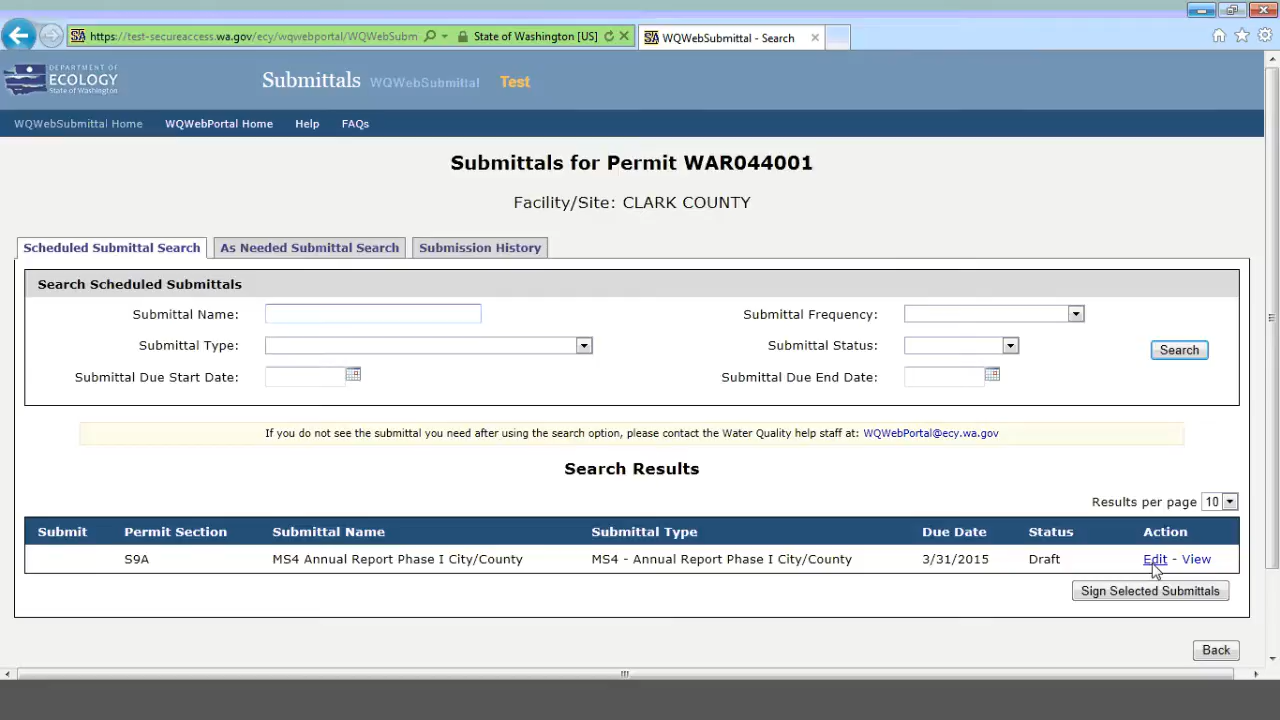 https://test-secureaccess.wa.gov/ecy/wqwebportal/WQWebSubm
State of Washington [US]
WQWebSubmittal - Search
DEPARTMENT OF
ECOLOGY
State of Washington
Submittals WQWebSubmittal Test
WQWebSubmittal Home WQWebPortal Home Help FAQs
Submittals for Permit WAR044001
Facility/Site: CLARK COUNTY
Scheduled Submittal Search As Needed Submittal Search Submission History
Search Scheduled Submittals
Submittal Name: Submittal Frequency:
Submittal Type: Submittal Status:
Search
Submittal Due Start Date: Submittal Due End Date:
If you do not see the submittal you need after using the search option, please contact the Water Quality help staff at: WQWebPortal@ecy.wa.gov
Search Results
Results per page 10
Submit Permit Section Submittal Name Submittal Type Due Date Status Action
S9A MS4 Annual Report Phase I City/County MS4 - Annual Report Phase I City/County 3/31/2015 Draft Edit - View
Sign Selected Submittals
Back